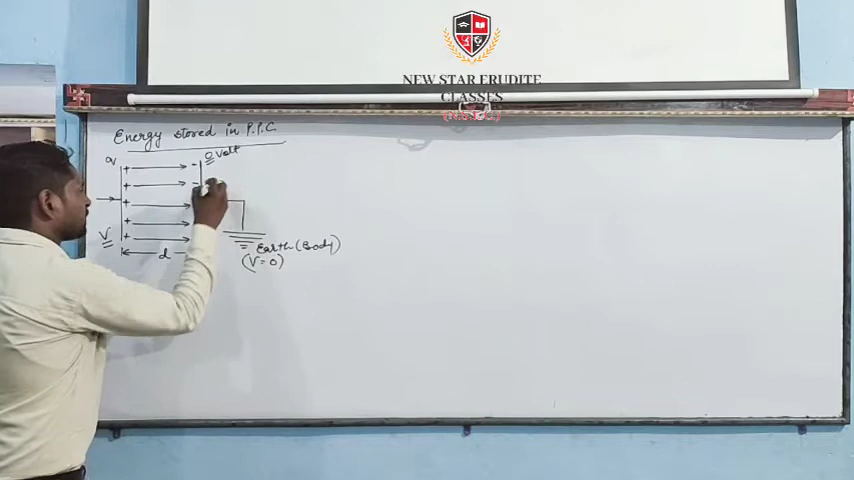 NEW STAR ERUDITE
CLASSES
Energy stored in P.P.C.
0 Volt
q
+ -
+ -
+
+
+
V
d
Earth (Body)
(V = 0)